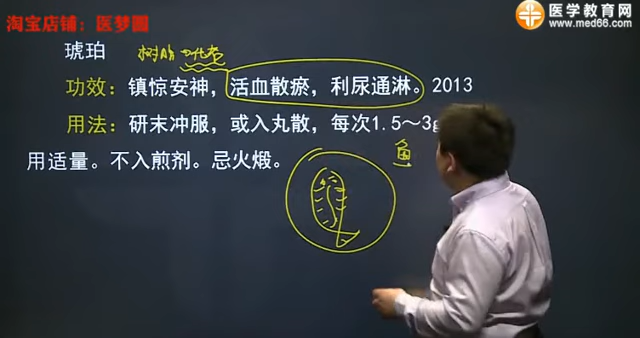 淘宝店铺：医梦圆
医学教育网
www.med66.com
琥珀 树脂
功效：镇惊安神，活血散瘀，利尿通淋。2013
用法：研末冲服，或入丸散，每次1.5～3g
用适量。不入煎剂。忌火煅。
鱼